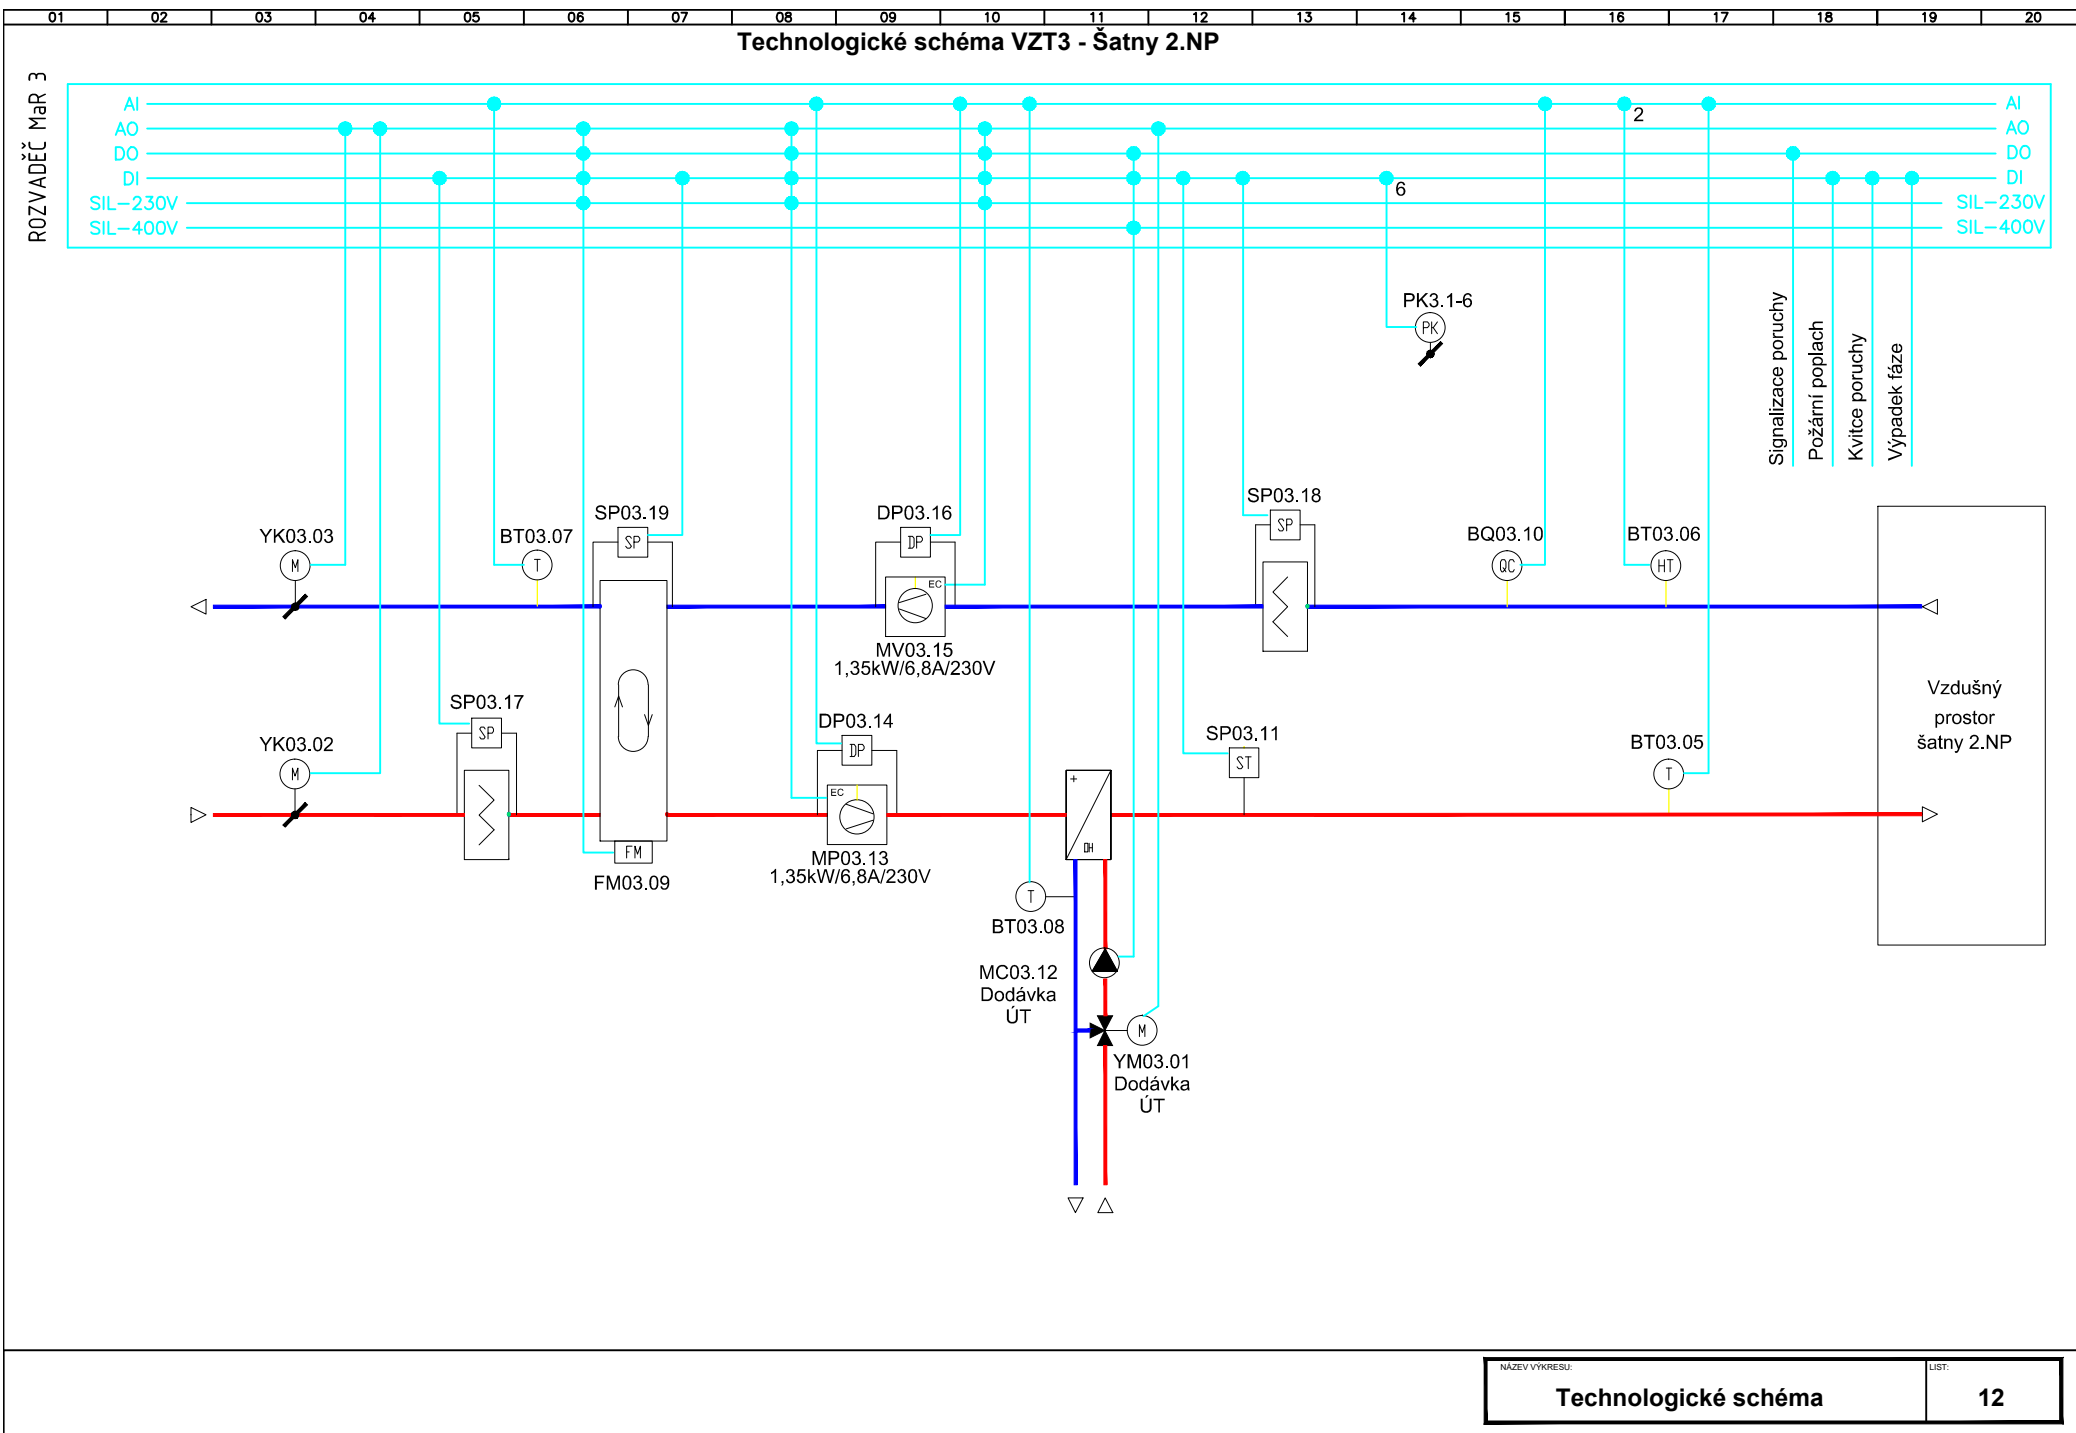 01 02 03 04 05 06 07 08 09 10 11 12 13 14 15 16 17 18 19 20
Technologické schéma VZT3 - Šatny 2.NP
ROZVADĚČ MaR 3
AI AI
2
AO AO
DO DO
DI DI
6
SIL-230V SIL-230V
SIL-400V SIL-400V
PK3.1-6
PK
Signalizace poruchy
Požární poplach
Kvitce poruchy
Výpadek fáze
YK03.03
M
BT03.07
T
SP03.19
SP
DP03.16
DP
EC
MV03.15
1,35kW/6,8A/230V
SP03.18
SP
BQ03.10
QC
BT03.06
HT
Vzdušný
prostor
šatny 2.NP
YK03.02
M
SP03.17
SP
FM
FM03.09
DP03.14
DP
EC
MP03.13
1,35kW/6,8A/230V
SP03.11
ST
BT03.05
T
+
DH
T
BT03.08
MC03.12
Dodávka
ÚT
M
YM03.01
Dodávka
ÚT
NÁZEV VÝKRESU:
Technologické schéma
LIST:
12